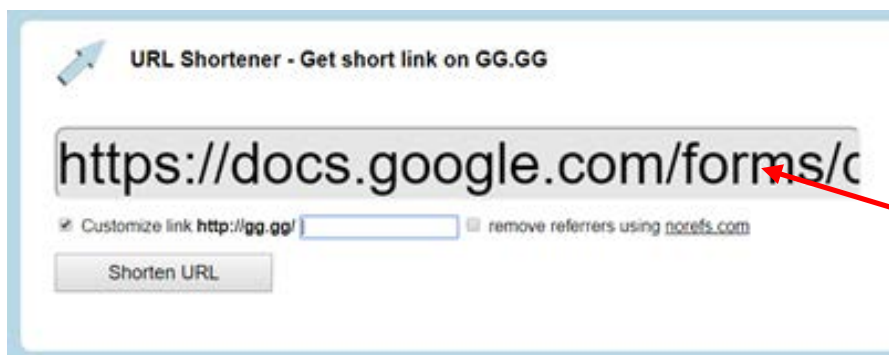 URL Shortener - Get short link on GG.GG
https://docs.google.com/forms/
Customize link http://gg.gg/ remove referrers using norefs.com
Shorten URL